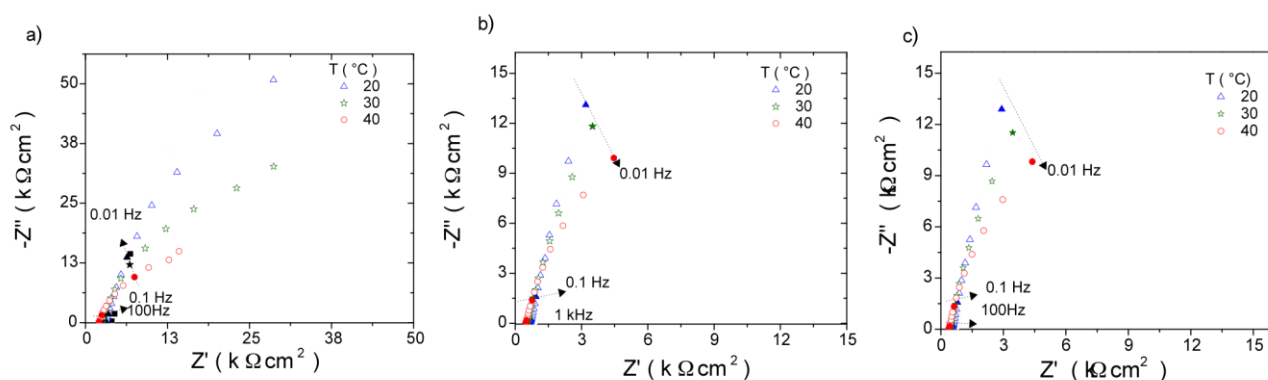 a)
T ( °C)
20
30
40
50
38
25
13
0
-Z" ( k Ω cm²)
0.01 Hz
0.1 Hz
100Hz
0
13
25
38
50
Z' ( k Ω cm²)
b)
T ( °C)
20
30
40
15
12
9
6
3
0
-Z" ( k Ω cm²)
0.01 Hz
0.1 Hz
1 kHz
0
3
6
9
12
15
Z' ( k Ω cm²)
c)
T ( °C)
20
30
40
15
12
9
6
3
0
-Z" ( kΩ cm²)
0.01 Hz
0.1 Hz
100Hz
0
3
6
9
12
15
Z' ( kΩ cm²)